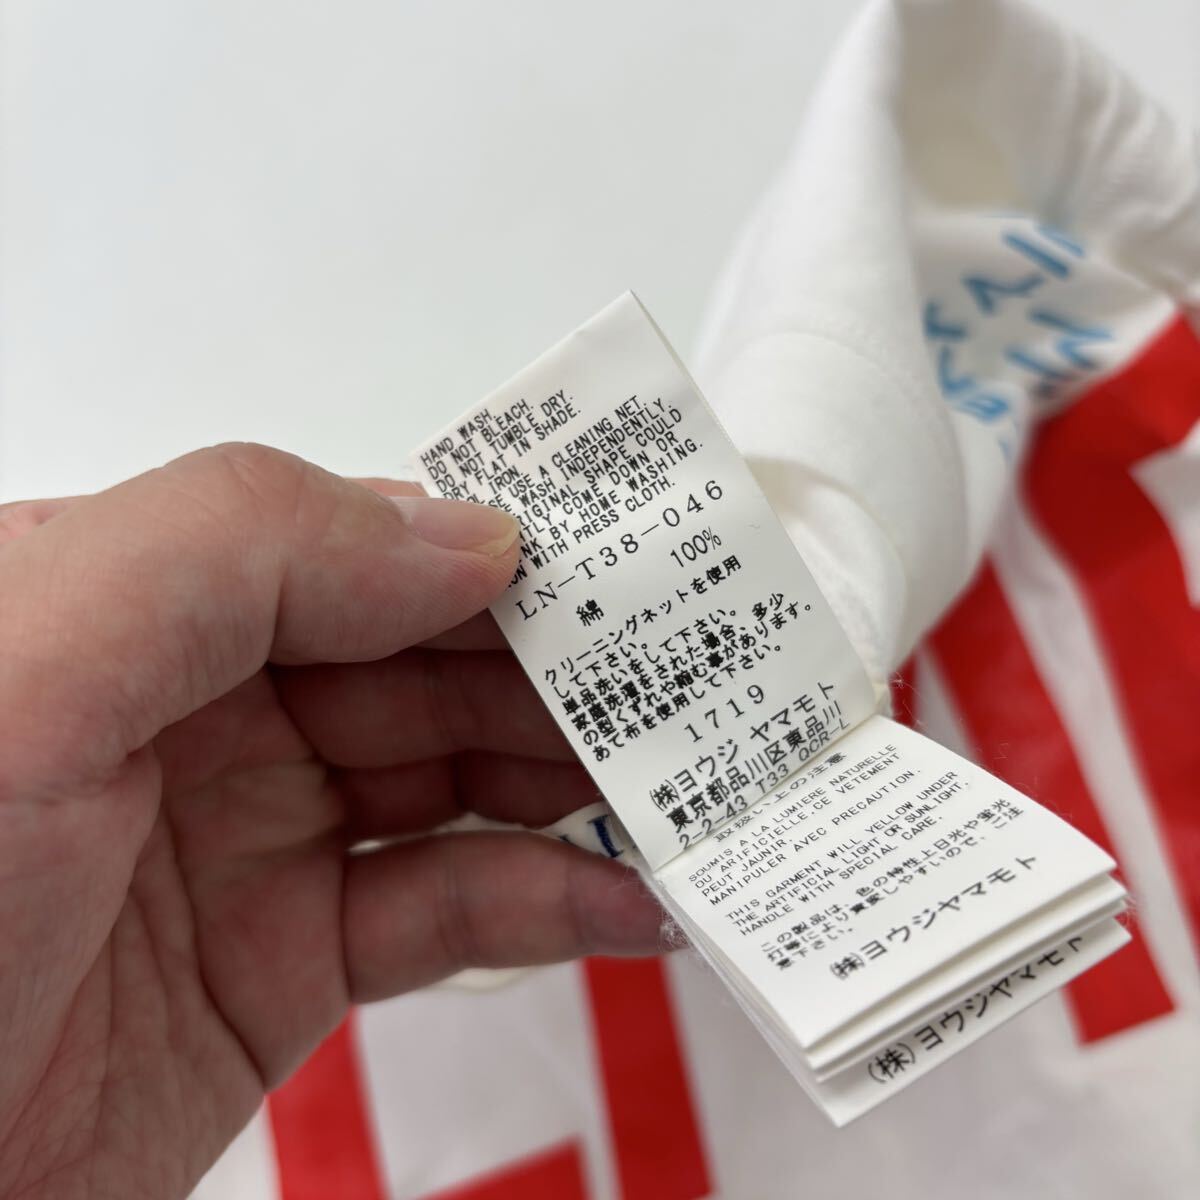 HAND WASH.
DO NOT BLEACH.
DO NOT TUMBLE DRY.
DRY FLAT IN SHADE.
IRON.
USE A CLEANING NET.
WASH INDEPENDENTLY.
ORIGINAL SHAPE COULD
COME DOWN OR
BY HOME WASHING.
WITH PRESS CLOTH.
LN-T38-046
綿 100%
クリーニングネットを使用
して下さい。
単品洗いをして下さい。
家庭洗濯をされた場合、多少
の型くずれや縮む事があります。
あて布を使用して下さい。
1719
(株)ヨウジ ヤマモト
東京都品川区東品川
2-2-43 T33 QCR-L
取扱い上の注意
SOUMIS A LA LUMIERE NATURELLE
OU ARIFICIELLE,CE VETEMENT
PEUT JAUNIR.
MANIPULER AVEC PRECAUTION.
THIS GARMENT WILL YELLOW UNDER
THE ARTIFICIAL LIGHT OR SUNLIGHT.
HANDLE WITH SPECIAL CARE.
この製品は、色の特性上日光や蛍光
灯等により黄変しやすいので、ご注
意下さい。
(株)ヨウジヤマモト
(株)ヨウジヤマモト